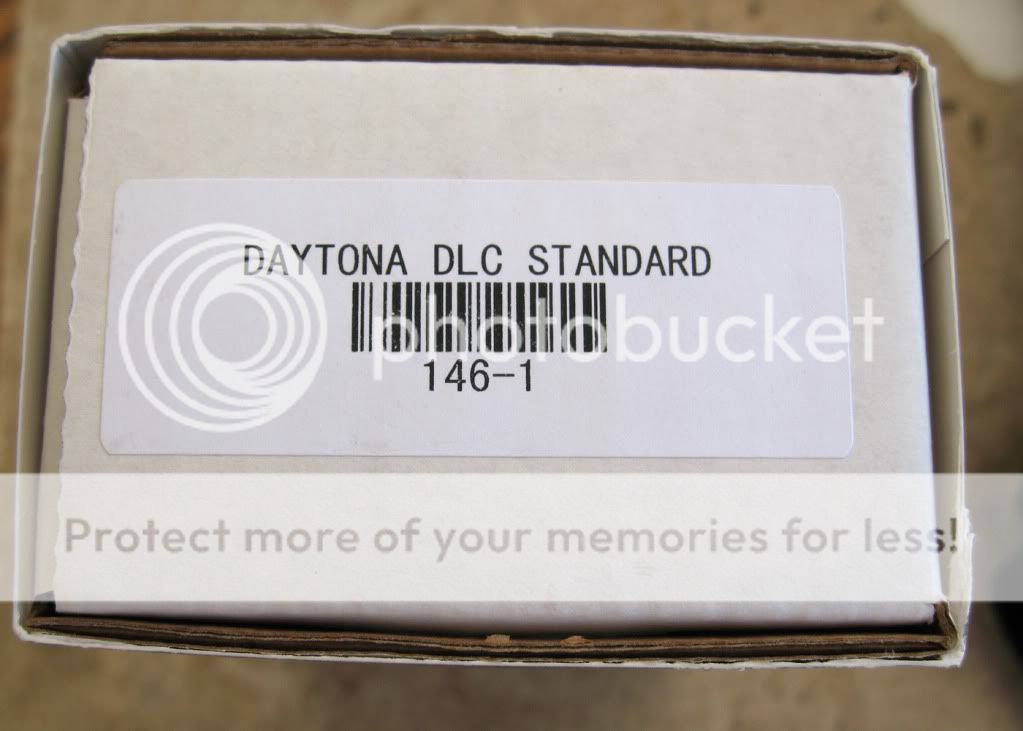 DAYTONA DLC STANDARD
photobucket
146-1
Protect more of your memories for less!